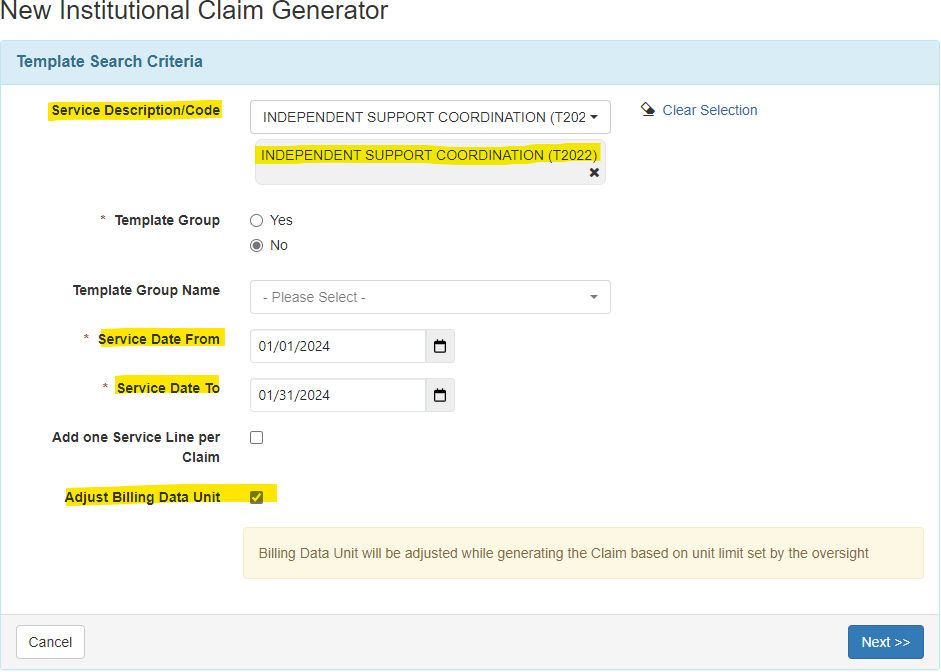 New Institutional Claim Generator
Template Search Criteria
Service Description/Code
INDEPENDENT SUPPORT COORDINATION (T202
Clear Selection
INDEPENDENT SUPPORT COORDINATION (T2022)
* Template Group
Yes
No
Template Group Name
- Please Select -
* Service Date From
01/01/2024
* Service Date To
01/31/2024
Add one Service Line per
Claim
Adjust Billing Data Unit
Billing Data Unit will be adjusted while generating the Claim based on unit limit set by the oversight
Cancel
Next >>